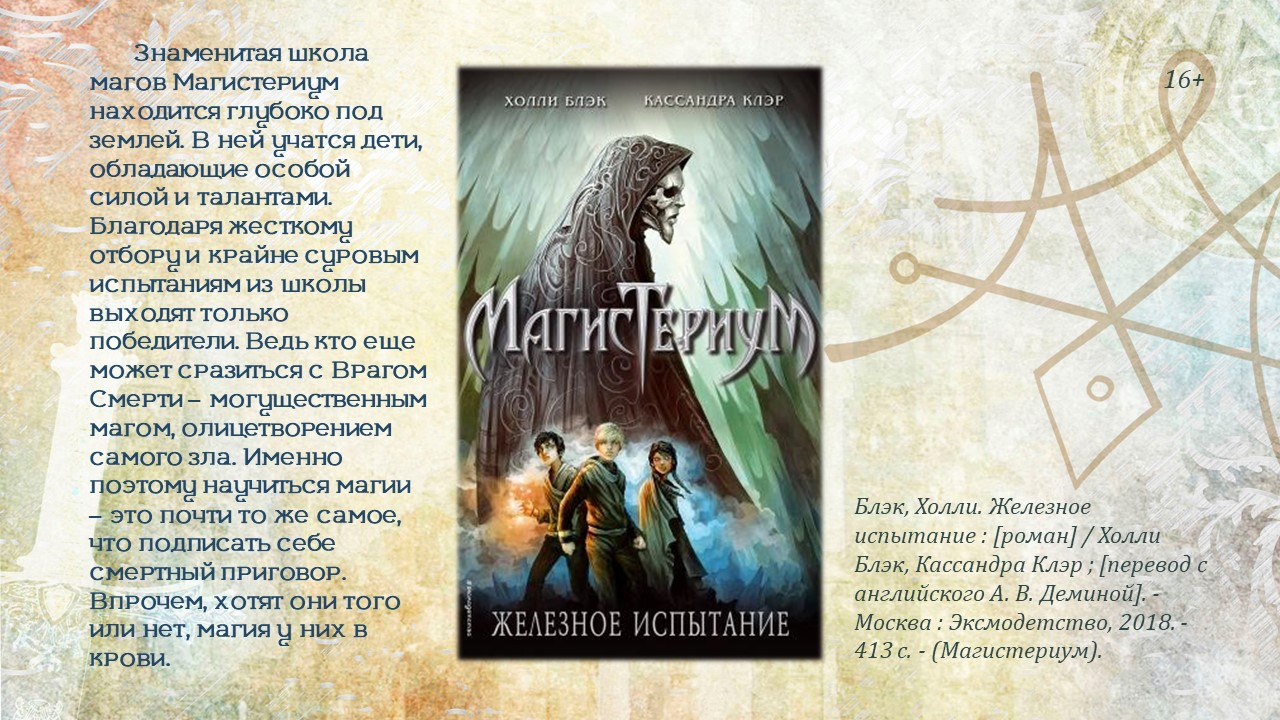 Знаменитая школа
магов Магистериум
находится глубоко под
землей. В ней учатся дети,
обладающие особой
силой и талантами.
Благодаря жесткому
отбору и крайне суровым
испытаниям из школы
выходят только
победители. Ведь кто еще
может сразиться с Врагом
Смерти – могущественным
магом, олицетворением
самого зла. Именно
поэтому научиться магии
– это почти то же самое,
что подписать себе
смертный приговор.
Впрочем, хотят они того
или нет, магия у них в
крови.
ХОЛЛИ БЛЭК КАССАНДРА КЛЭР
МАГИСТЕРИУМ
ЖЕЛЕЗНОЕ ИСПЫТАНИЕ
16+
Блэк, Холли. Железное
испытание : [роман] / Холли
Блэк, Кассандра Клэр ; [перевод с
английского А. В. Деминой]. -
Москва : Эксмодетство, 2018. -
413 с. - (Магистериум).